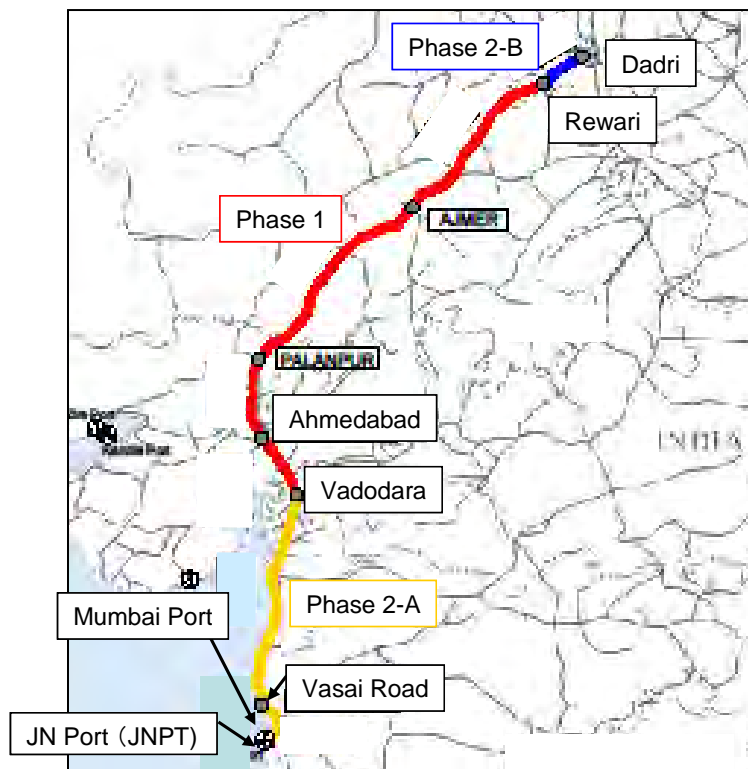 Phase 2-B
Dadri
Rewari
Phase 1
AJMER
PALANPUR
Ahmedabad
INDIA
Vadodara
Phase 2-A
Mumbai Port
Vasai Road
JN Port (JNPT)